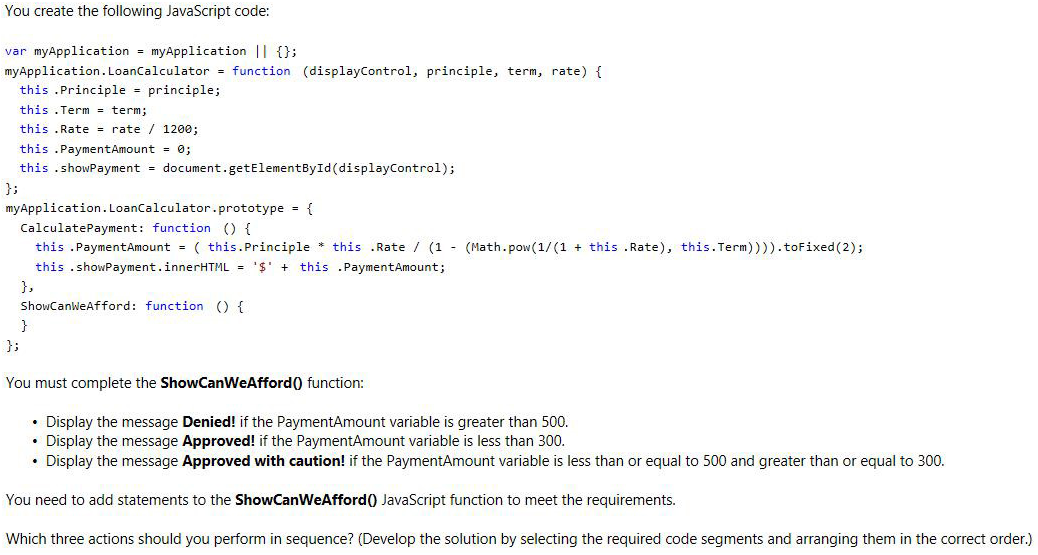 You create the following JavaScript code:
var myApplication = myApplication || {};
myApplication.LoanCalculator = function (displayControl, principle, term, rate) {
this .Principle = principle;
this .Term = term;
this .Rate = rate / 1200;
this .PaymentAmount = 0;
this .showPayment = document.getElementById(displayControl);
};
myApplication.LoanCalculator.prototype = {
CalculatePayment: function () {
this .PaymentAmount = ( this.Principle * this .Rate / (1 - (Math.pow(1/(1 + this .Rate), this.Term)))).toFixed(2);
this .showPayment.innerHTML = '$' + this .PaymentAmount;
},
ShowCanWeAfford: function () {
}
};
You must complete the ShowCanWeAfford() function:
• Display the message Denied! if the PaymentAmount variable is greater than 500.
• Display the message Approved! if the PaymentAmount variable is less than 300.
• Display the message Approved with caution! if the PaymentAmount variable is less than or equal to 500 and greater than or equal to 300.
You need to add statements to the ShowCanWeAfford() JavaScript function to meet the requirements.
Which three actions should you perform in sequence? (Develop the solution by selecting the required code segments and arranging them in the correct order.)